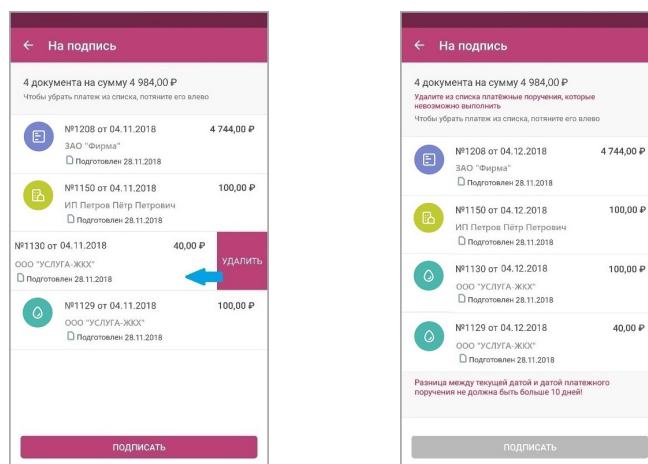 На подпись
4 документа на сумму 4 984,00 ₽
Чтобы убрать платеж из списка, потяните его влево
№1208 от 04.11.2018 4 744,00 ₽
ЗАО "Фирма"
Подготовлен 28.11.2018
№1150 от 04.11.2018 100,00 ₽
ИП Петров Пётр Петрович
Подготовлен 28.11.2018
№1130 от 04.11.2018 40,00 ₽
ООО "УСЛУГА-ЖКХ"
Подготовлен 28.11.2018
УДАЛИТЬ
№1129 от 04.11.2018 100,00 ₽
ООО "УСЛУГА-ЖКХ"
Подготовлен 28.11.2018
ПОДПИСАТЬ
На подпись
4 документа на сумму 4 984,00 ₽
Удалите из списка платёжные поручения, которые
невозможно выполнить
Чтобы убрать платеж из списка, потяните его влево
№1208 от 04.12.2018 4 744,00 ₽
ЗАО "Фирма"
Подготовлен 28.11.2018
№1150 от 04.12.2018 100,00 ₽
ИП Петров Пётр Петрович
Подготовлен 28.11.2018
№1130 от 04.12.2018 100,00 ₽
ООО "УСЛУГА-ЖКХ"
Подготовлен 28.11.2018
№1129 от 04.12.2018 40,00 ₽
ООО "УСЛУГА-ЖКХ"
Подготовлен 28.11.2018
Разница между текущей датой и датой платежного
поручения не должна быть больше 10 дней!
ПОДПИСАТЬ